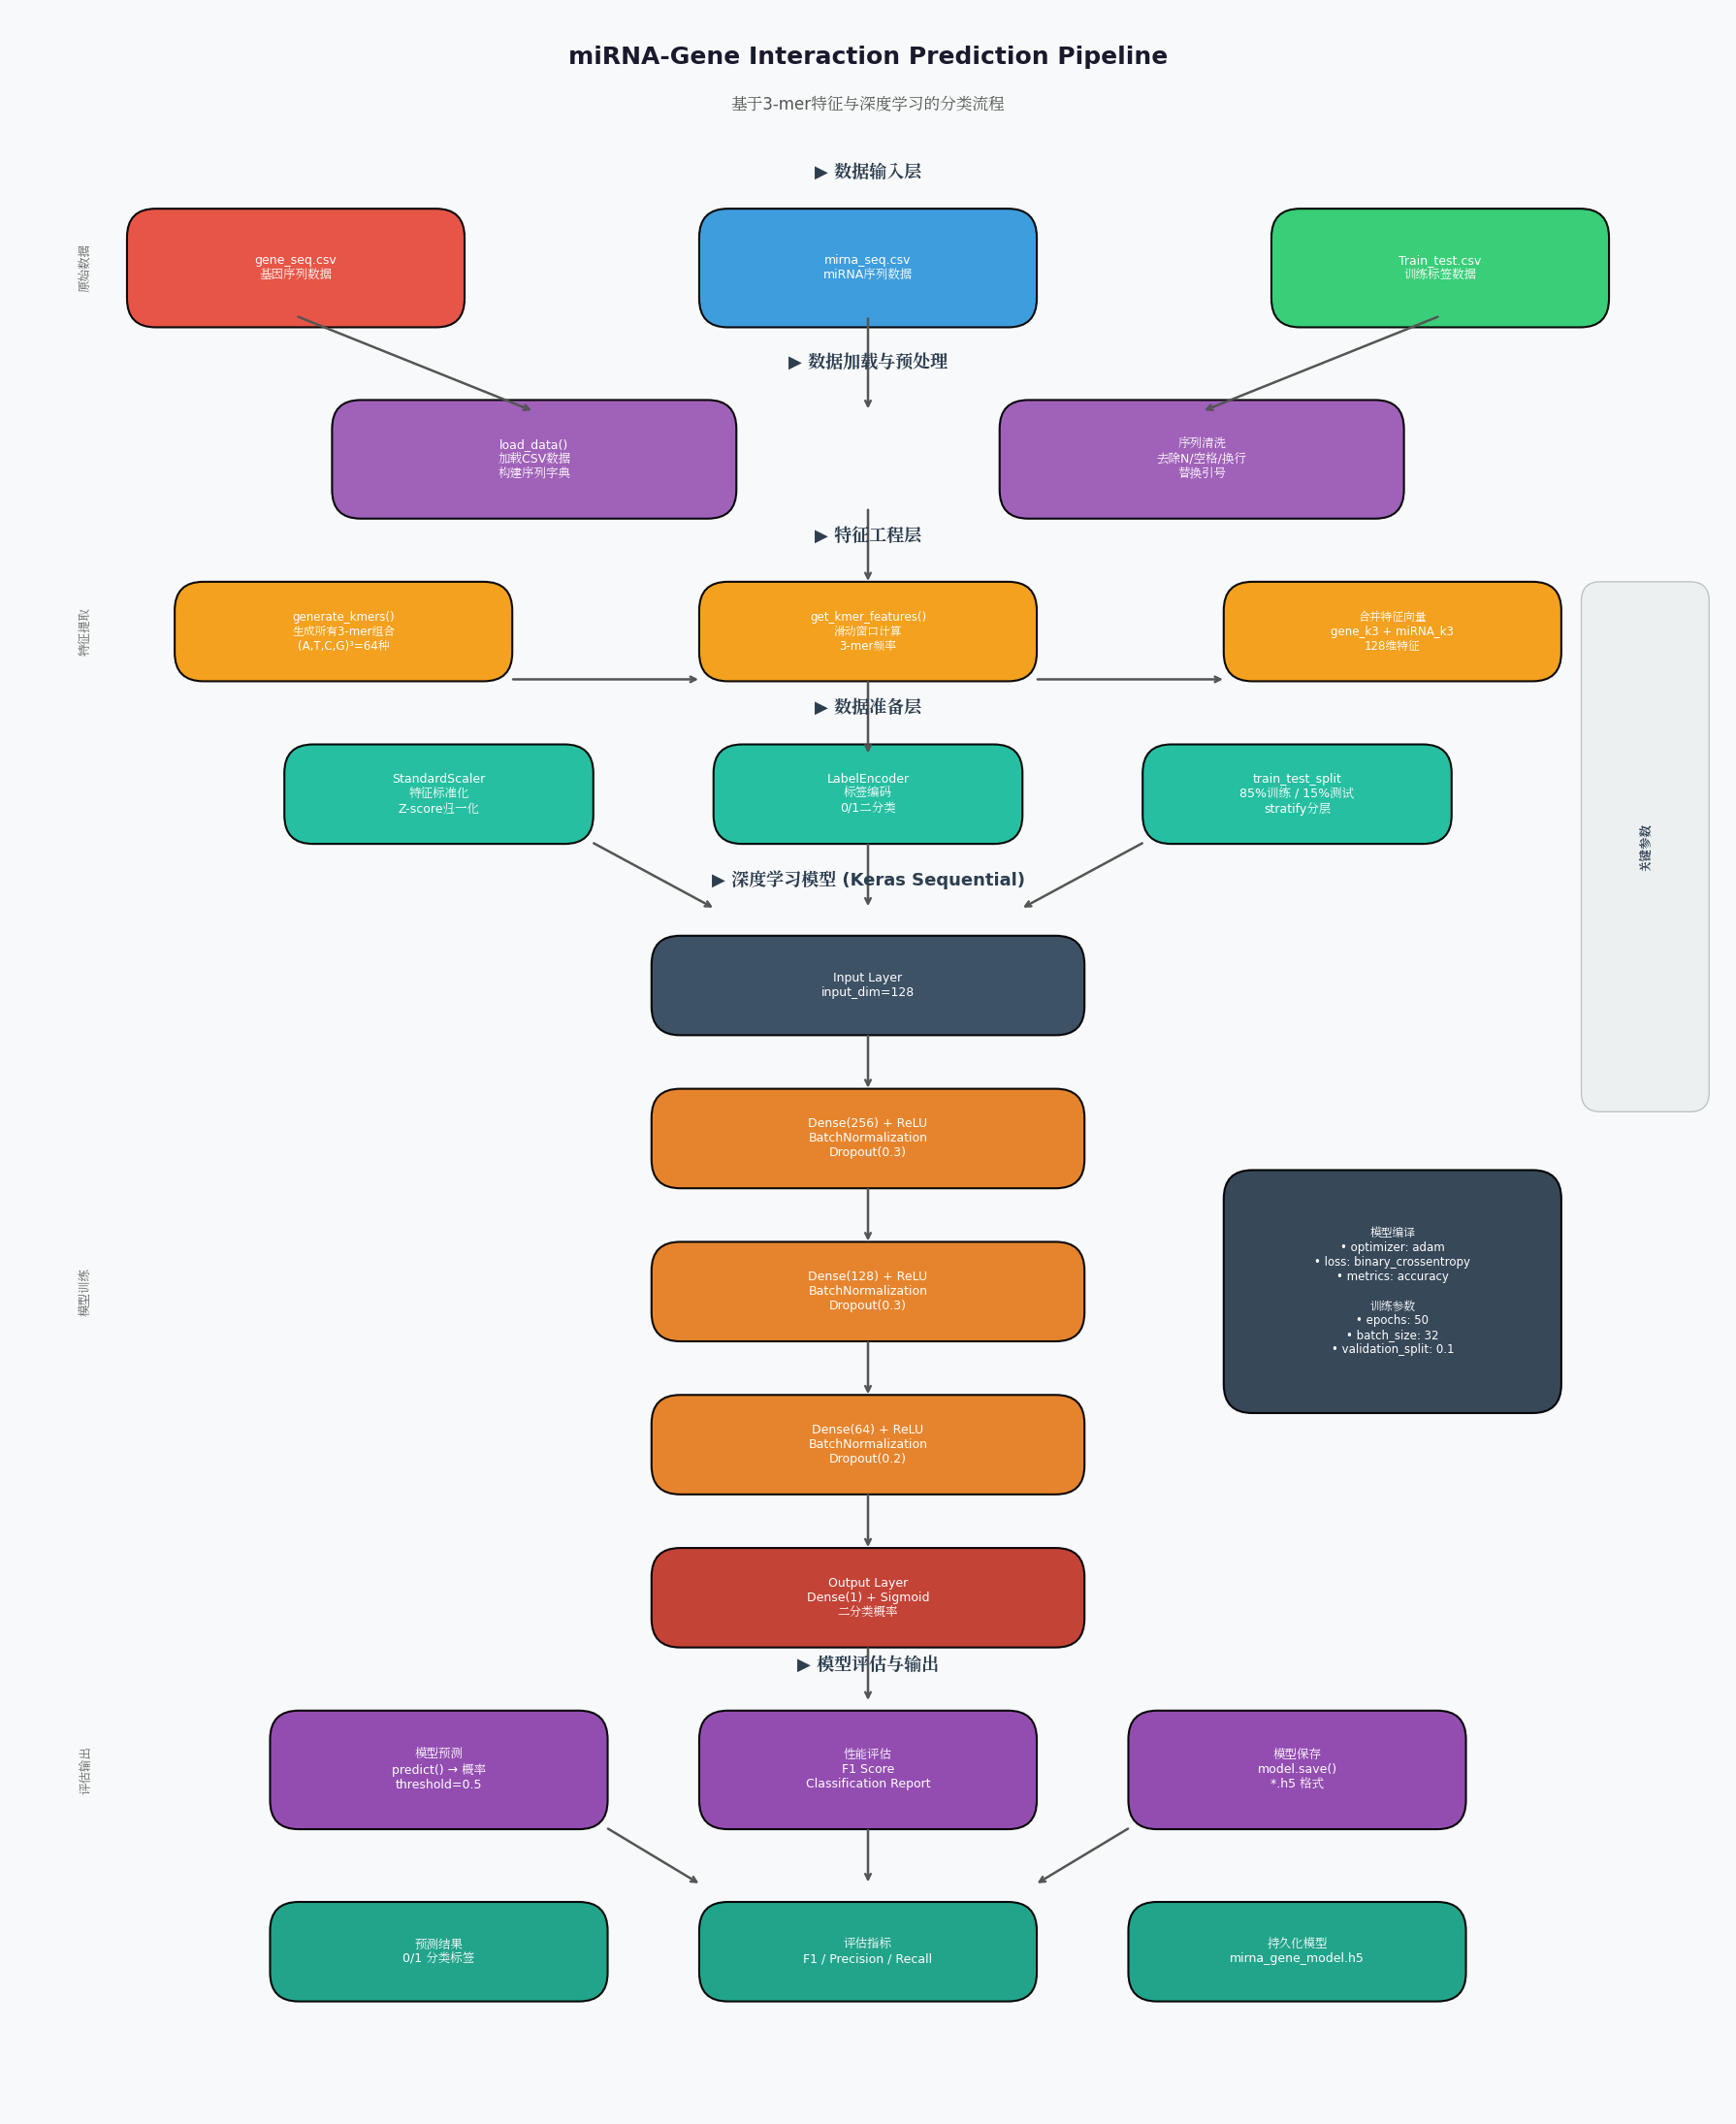 miRNA-Gene Interaction Prediction Pipeline
基于3-mer特征与深度学习的分类流程
▶ 数据输入层
原始数据
gene_seq.csv
基因序列数据
mirna_seq.csv
miRNA序列数据
Train_test.csv
训练标签数据
▶ 数据加载与预处理
load_data()
加载CSV数据
构建序列字典
序列清洗
去除N/空格/换行
替换引号
▶ 特征工程层
特征提取
generate_kmers()
生成所有3-mer组合
(A,T,C,G)³=64种
get_kmer_features()
滑动窗口计算
3-mer频率
合并特征向量
gene_k3 + miRNA_k3
128维特征
▶ 数据准备层
StandardScaler
特征标准化
Z-score归一化
LabelEncoder
标签编码
0/1二分类
train_test_split
85%训练 / 15%测试
stratify分层
关键参数
▶ 深度学习模型 (Keras Sequential)
Input Layer
input_dim=128
Dense(256) + ReLU
BatchNormalization
Dropout(0.3)
模型训练
Dense(128) + ReLU
BatchNormalization
Dropout(0.3)
模型编译
• optimizer: adam
• loss: binary_crossentropy
• metrics: accuracy
训练参数
• epochs: 50
• batch_size: 32
• validation_split: 0.1
Dense(64) + ReLU
BatchNormalization
Dropout(0.2)
Output Layer
Dense(1) + Sigmoid
二分类概率
▶ 模型评估与输出
评估输出
模型预测
predict() → 概率
threshold=0.5
性能评估
F1 Score
Classification Report
模型保存
model.save()
*.h5 格式
预测结果
0/1 分类标签
评估指标
F1 / Precision / Recall
持久化模型
mirna_gene_model.h5